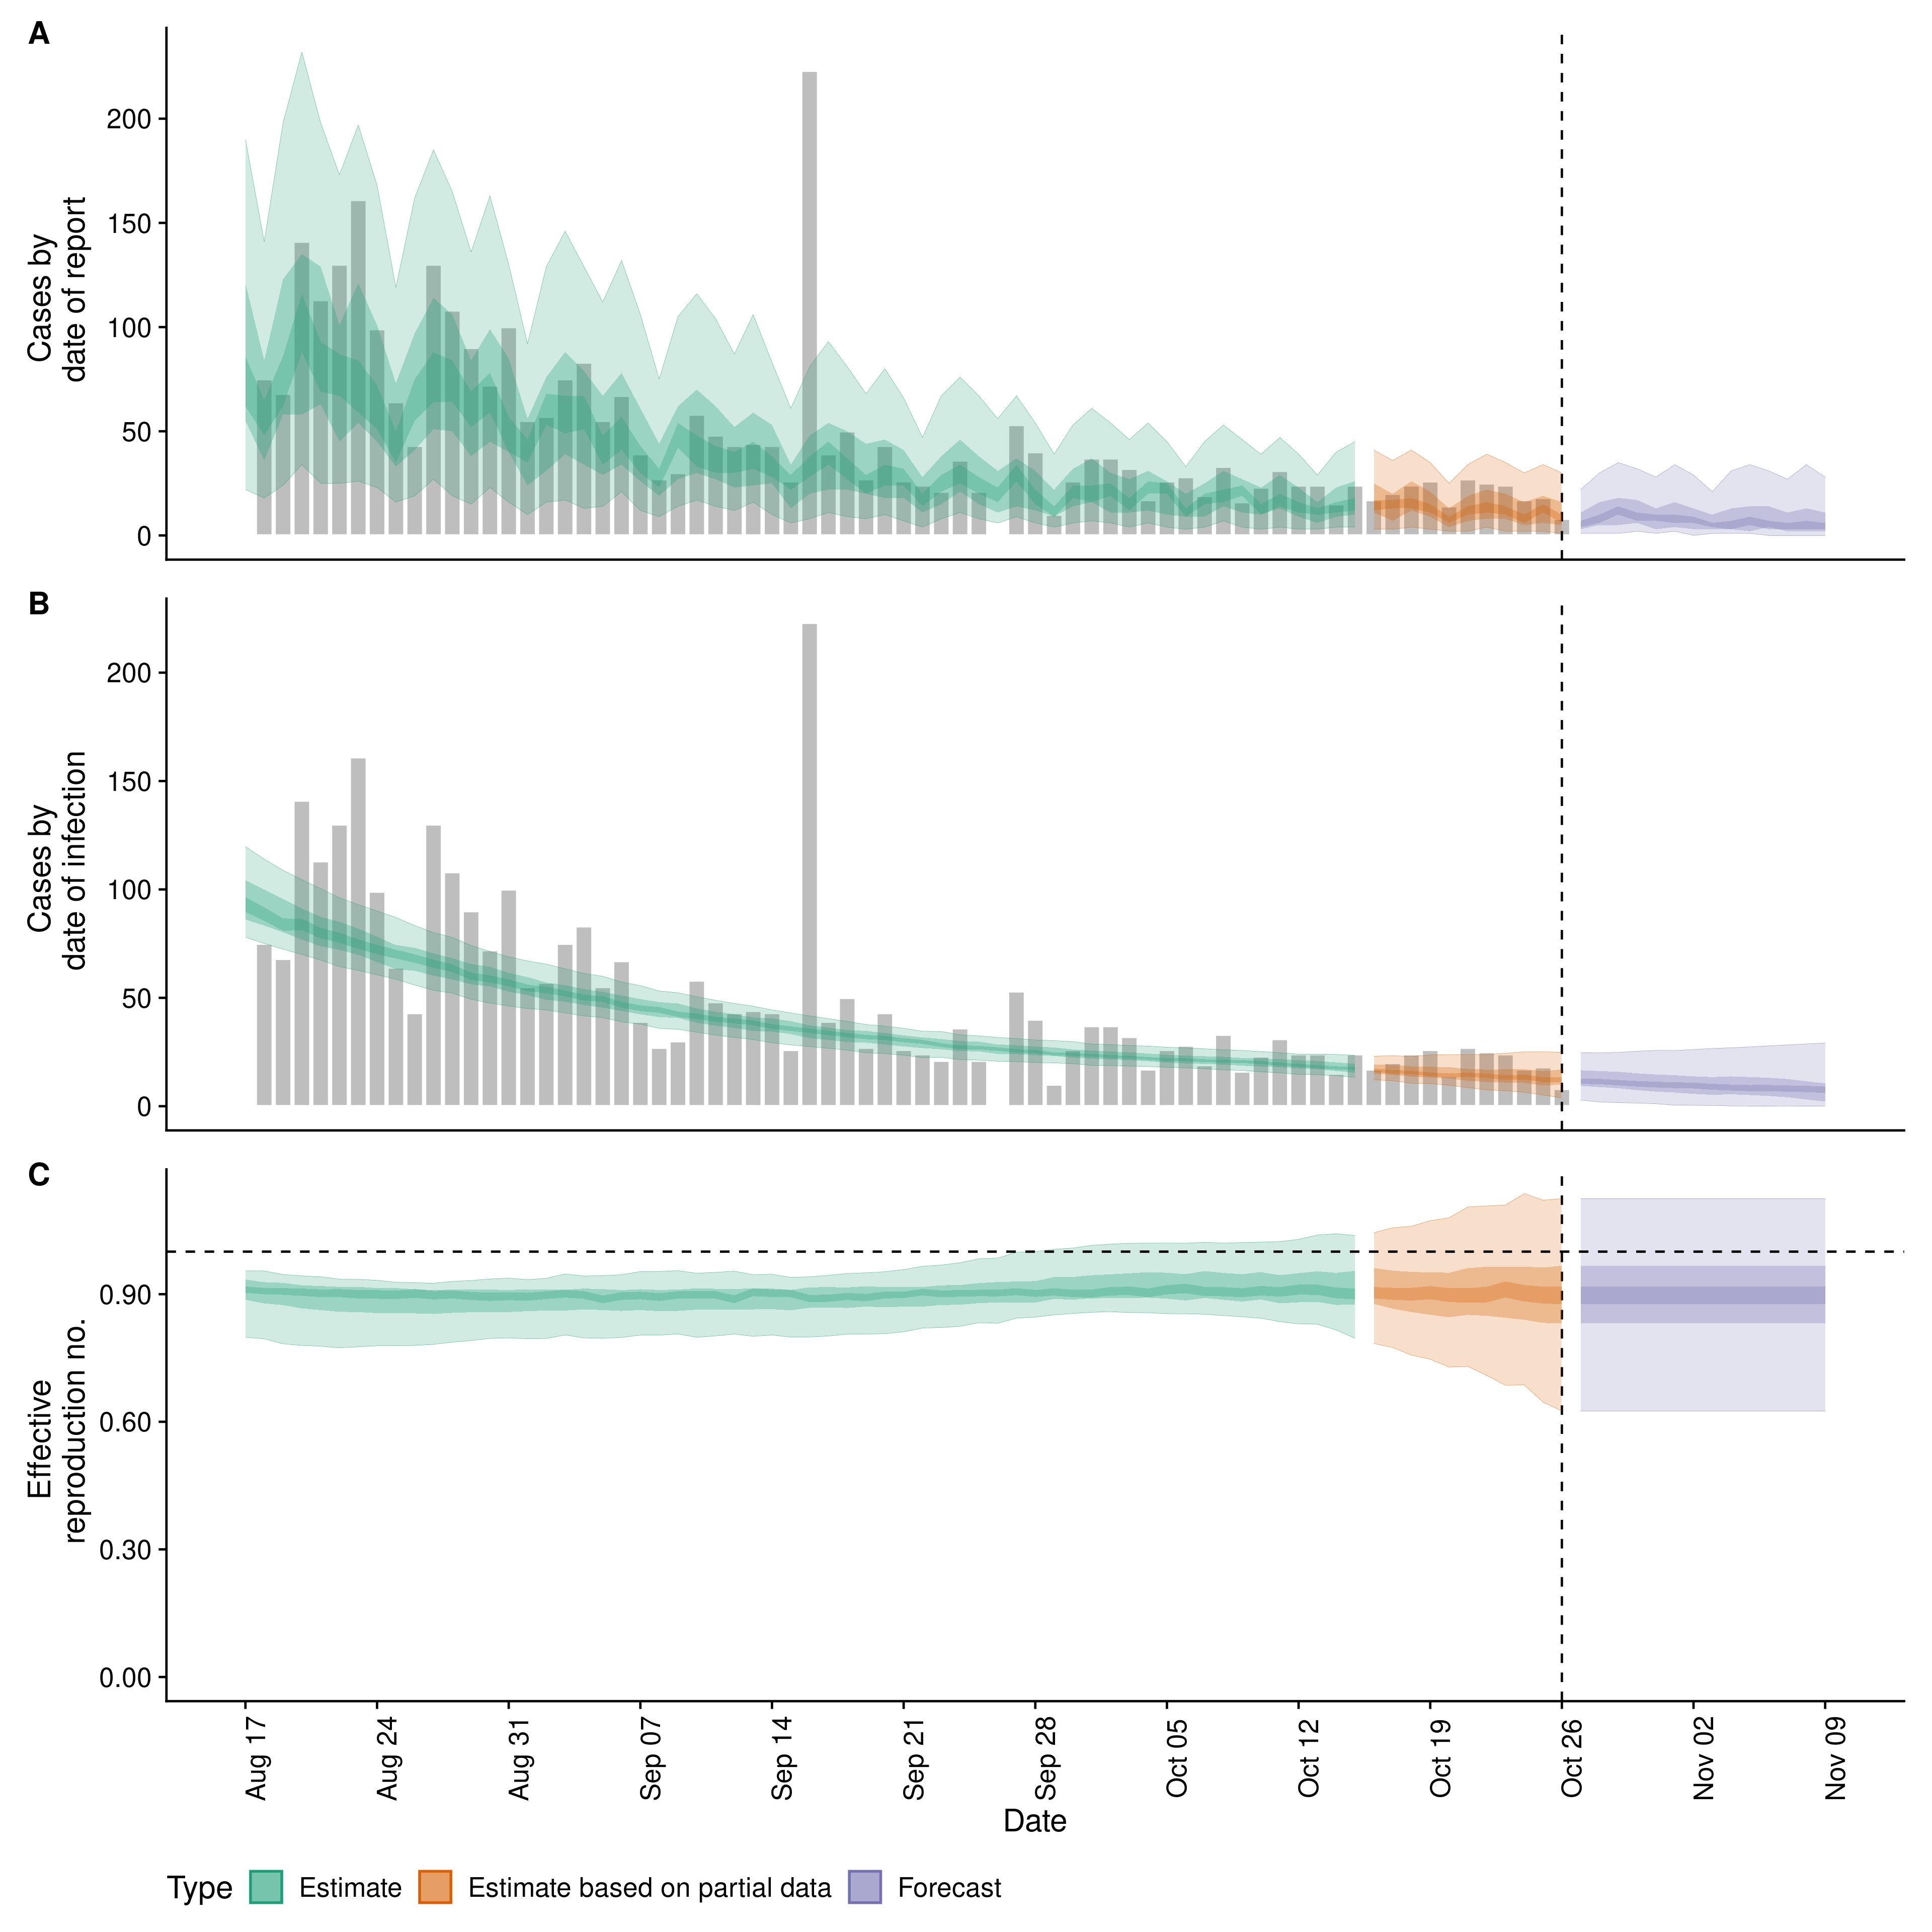 A
200
150
100
50
0
Cases by
date of report
B
200
150
100
50
0
Cases by
date of infection
C
0.90
0.60
0.30
0.00
Effective
reproduction no.
Aug 17
Aug 24
Aug 31
Sep 07
Sep 14
Sep 21
Sep 28
Oct 05
Oct 12
Oct 19
Oct 26
Nov 02
Nov 09
Date
Type Estimate Estimate based on partial data Forecast